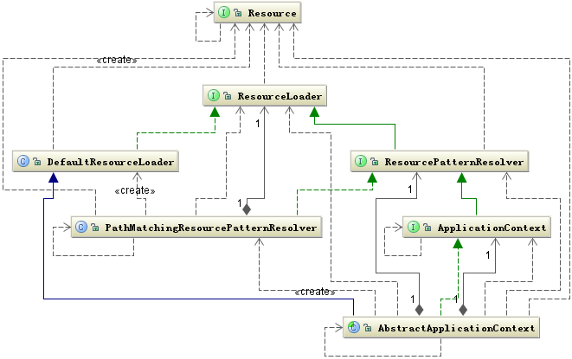 I Resource
«create»
I ResourceLoader
1
C DefaultResourceLoader
I ResourcePatternResolver
«create»
1
1
C PathMatchingResourcePatternResolver
I ApplicationContext
1
«create»
1
1
C AbstractApplicationContext